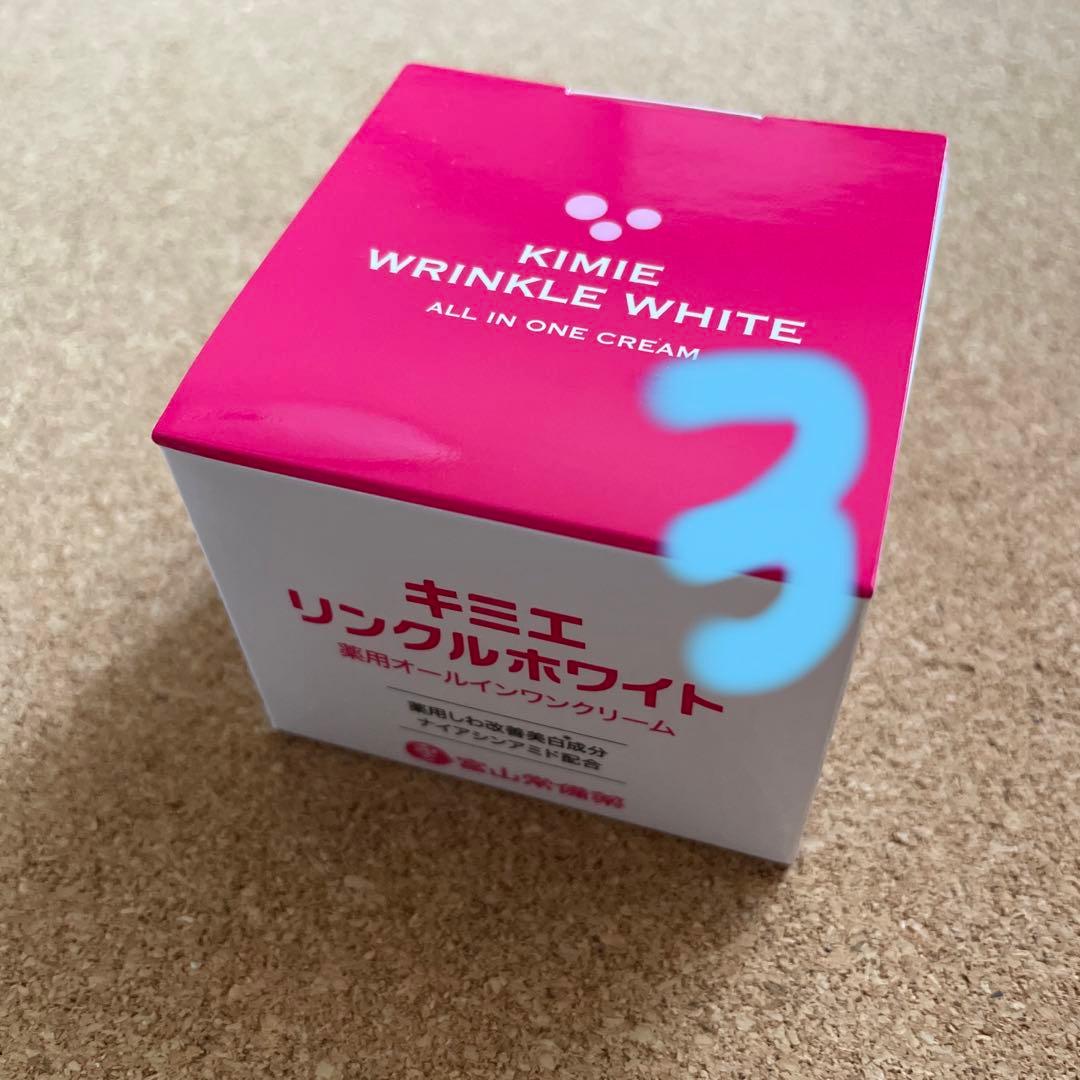 KIMIE
WRINKLE WHITE
ALL IN ONE CREAM
3
キミエ
リンクルホワイト
薬用オールインワンクリーム
薬用しわ改善美白*成分
ナイアシンアミド配合
富山常備薬